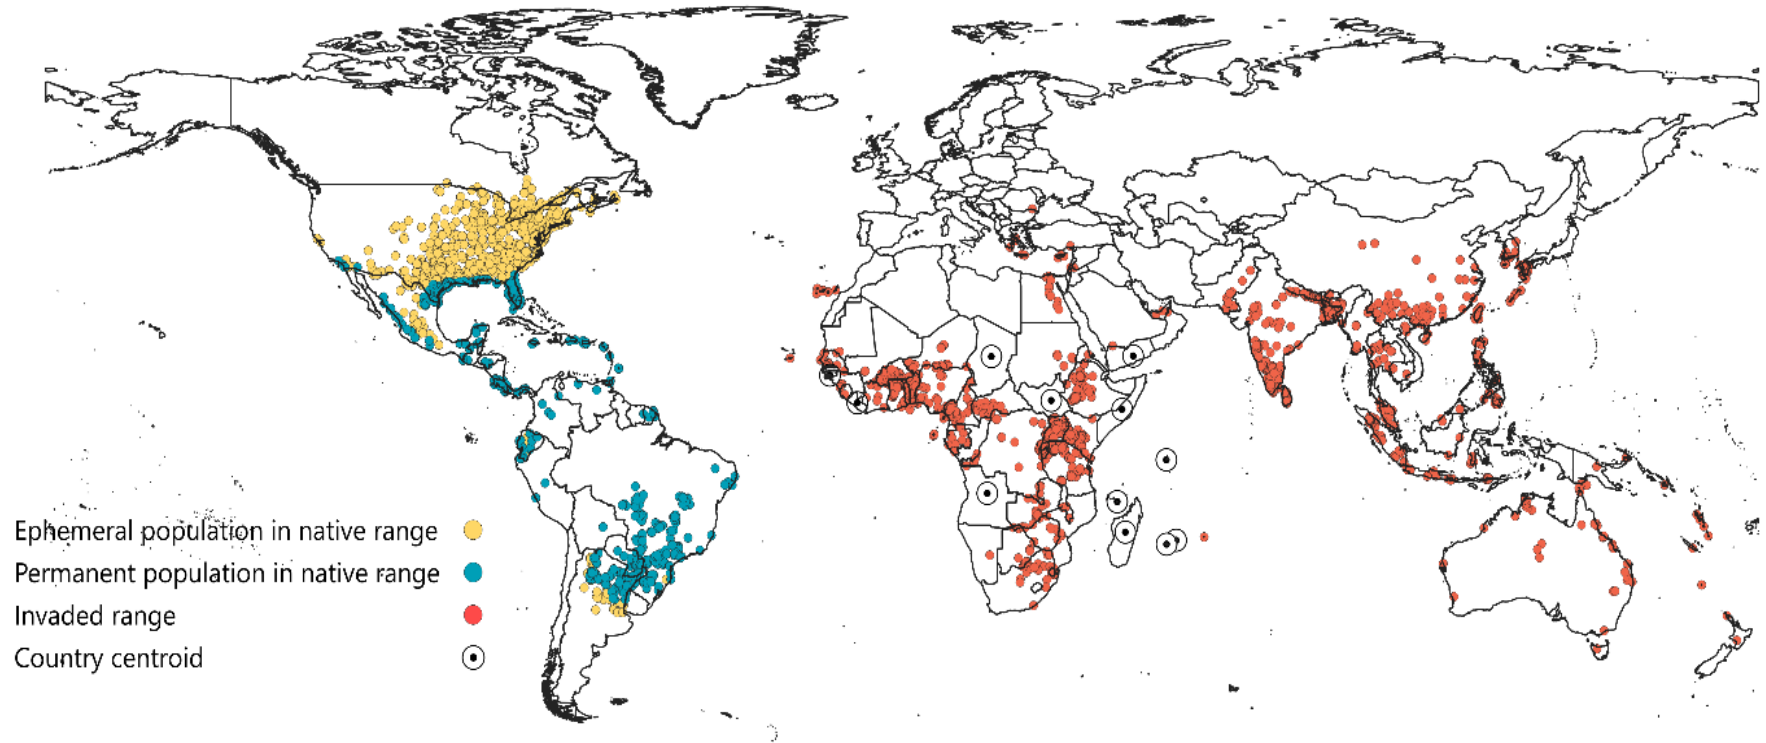 Ephemeral population in native range
Permanent population in native range
Invaded range
Country centroid